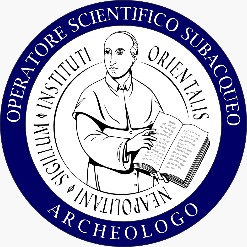 OPERATORE SCIENTIFICO SUBACQUEO
ARCHEOLOGO
SIGILLUM INSTITUTI ORIENTALIS NEAPOLITANI